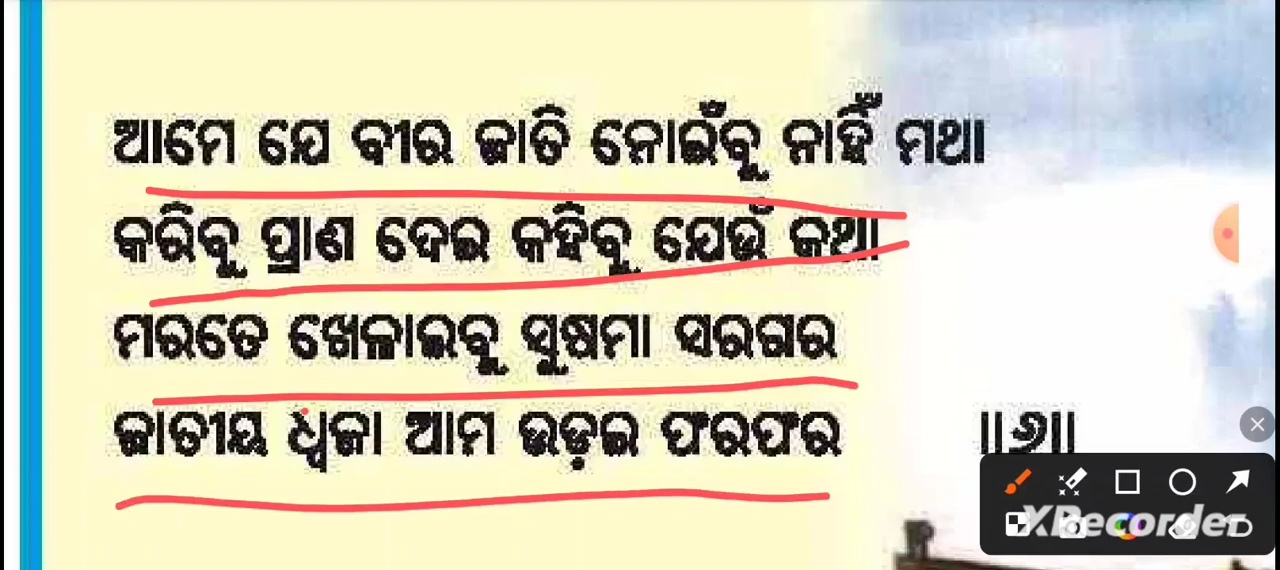 ଆମେ ଯେ ବୀର ଜାତି ନୋଇଁବୁ ନାହିଁ ମଥା
କରିବୁ ପ୍ରାଣ ଦେଇ କହିବୁ ଯେଉଁ କଥା
ମରତେ ଖେଳାଇବୁ ସୁଷମା ସରଗର
ଜାତୀୟ ଧ୍ୱଜା ଆମ ଉଡ଼ଇ ଫରଫର ॥୬॥
XRecorder